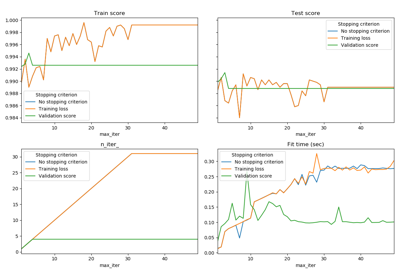 Train score
Test score
1.000
0.998
0.996
0.994
0.992
0.990
0.988
0.986
0.984
Stopping criterion
No stopping criterion
Training loss
Validation score
Stopping criterion
No stopping criterion
Training loss
Validation score
10
20
30
40
10
20
30
40
max_iter
max_iter
n_iter_
Fit time (sec)
30
25
20
15
10
5
0
Stopping criterion
No stopping criterion
Training loss
Validation score
0.30
0.25
0.20
0.15
0.10
0.05
0.00
Stopping criterion
No stopping criterion
Training loss
Validation score
10
20
30
40
10
20
30
40
max_iter
max_iter